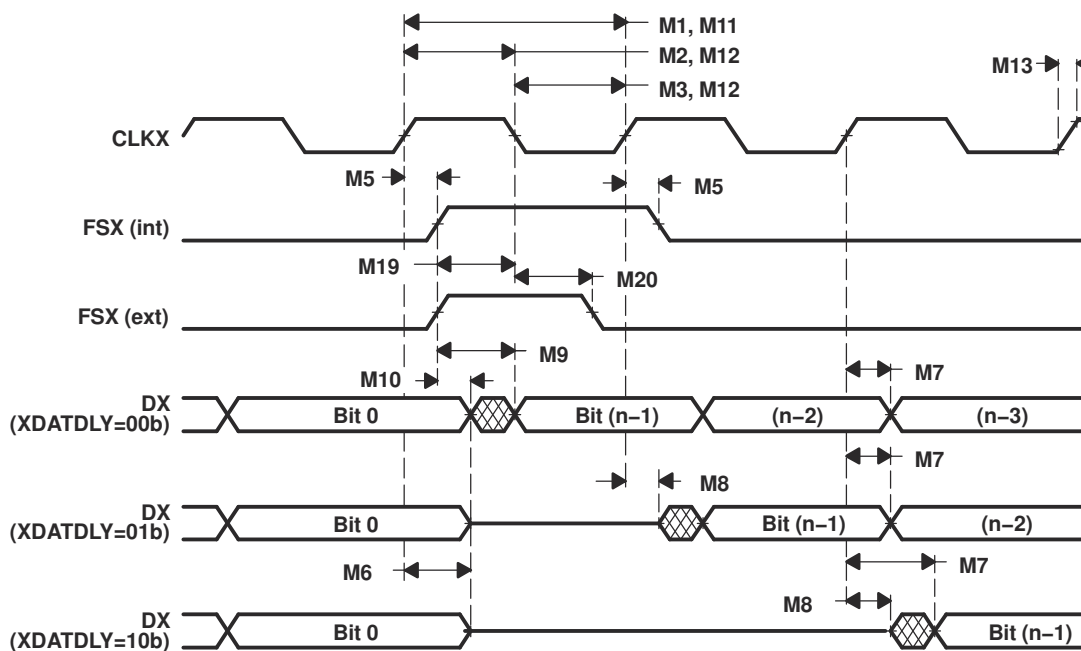 M1, M11
M2, M12
M13
M3, M12
CLKX
M5
M5
FSX (int)
M19
M20
FSX (ext)
M9
M10
M7
DX
(XDATDLY=00b)
Bit 0
Bit (n−1)
(n−2)
(n−3)
M7
M8
DX
(XDATDLY=01b)
Bit 0
Bit (n−1)
(n−2)
M6
M7
M8
DX
(XDATDLY=10b)
Bit 0
Bit (n−1)